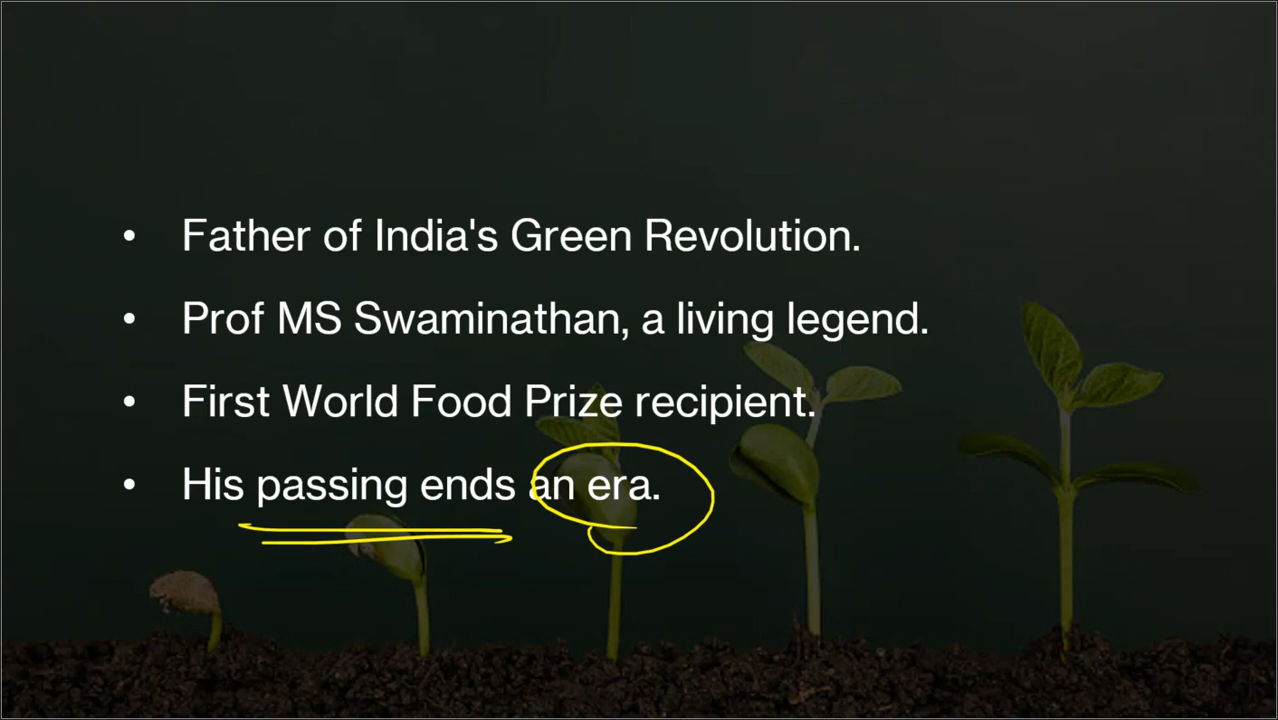 • Father of India's Green Revolution.
• Prof MS Swaminathan, a living legend.
• First World Food Prize recipient.
• His passing ends an era.